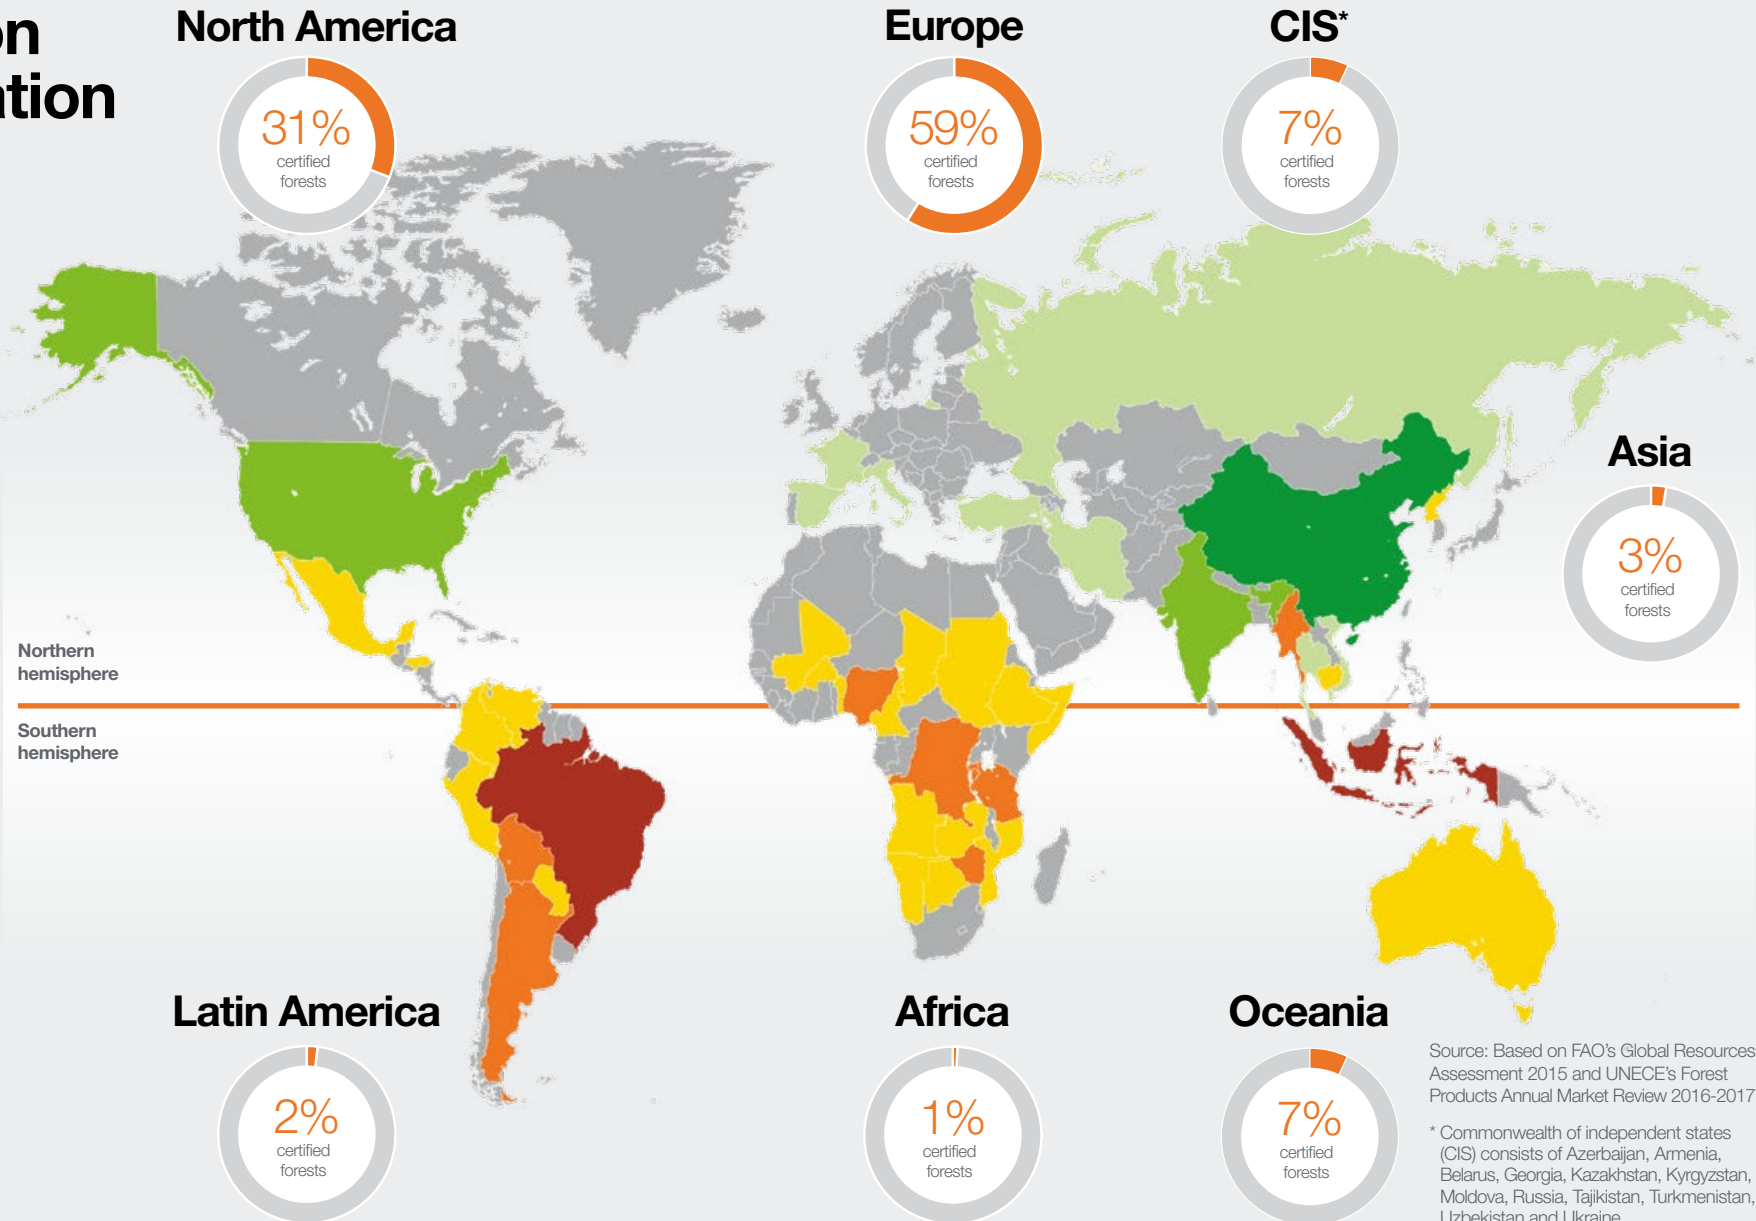 North America
31%
certified
forests
Europe
59%
certified
forests
CIS*
7%
certified
forests
Asia
3%
certified
forests
Northern
hemisphere
Southern
hemisphere
Latin America
2%
certified
forests
Africa
1%
certified
forests
Oceania
7%
certified
forests
Source: Based on FAO's Global Resources
Assessment 2015 and UNECE's Forest
Products Annual Market Review 2016-2017
* Commonwealth of independent states
(CIS) consists of Azerbaijan, Armenia,
Belarus, Georgia, Kazakhstan, Kyrgyzstan,
Moldova, Russia, Tajikistan, Turkmenistan,
Uzbekistan and Ukraine